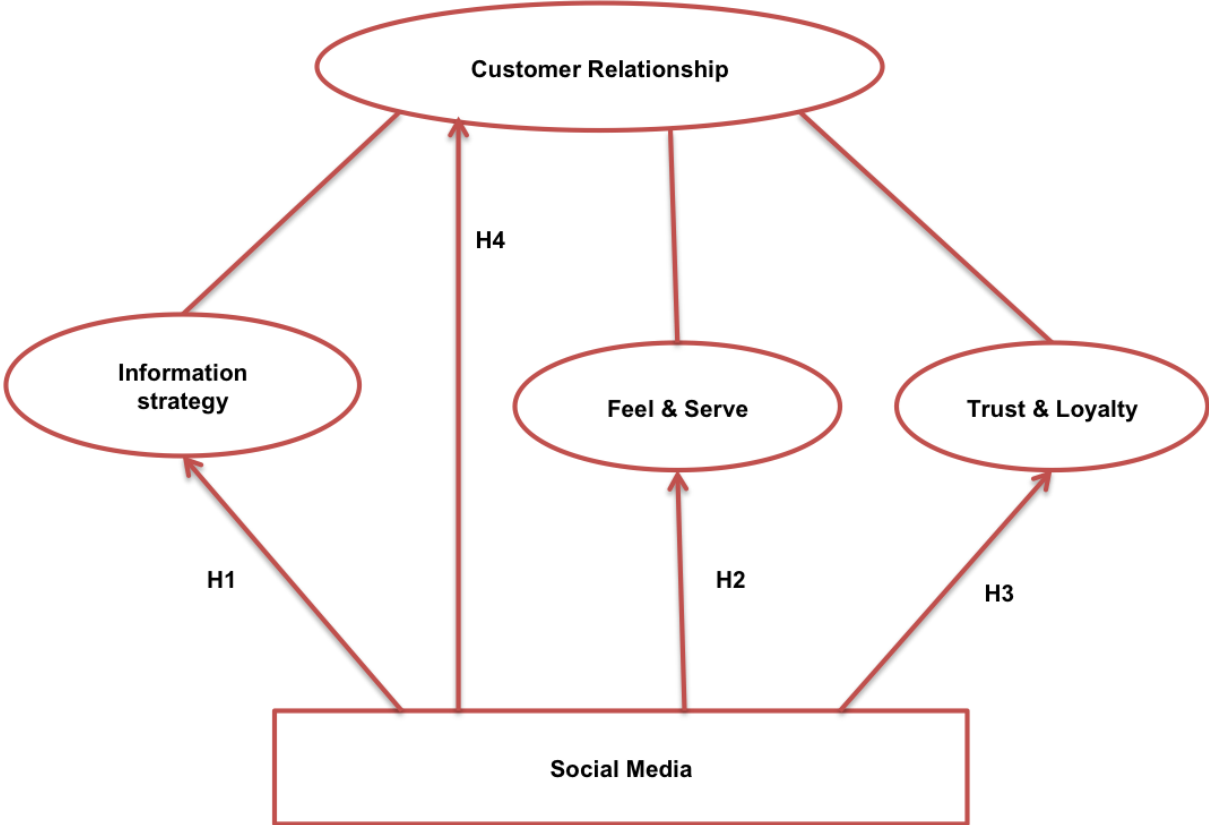 Customer Relationship
H4
Information
strategy
Feel & Serve
Trust & Loyalty
H1
H2
H3
Social Media